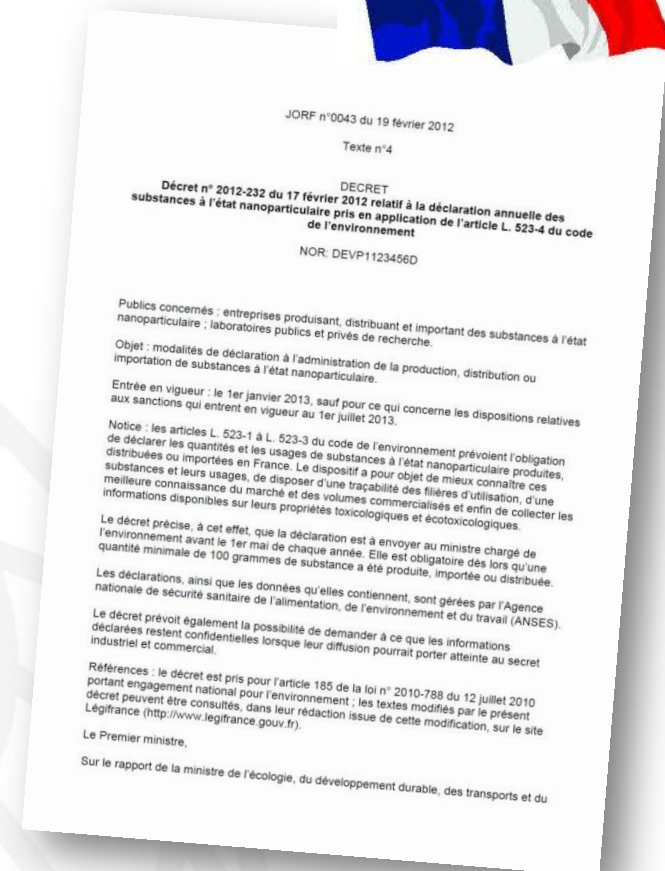 JORF n°0043 du 19 février 2012
Texte n°4
DECRET
Décret n° 2012-232 du 17 février 2012 relatif à la déclaration annuelle des
substances à l'état nanoparticulaire pris en application de l'article L. 523-4 du code
de l'environnement
NOR: DEVP1123456D
Publics concernés : entreprises produisant, distribuant et important des substances à l'état
nanoparticulaire ; laboratoires publics et privés de recherche.
Objet : modalités de déclaration à l'administration de la production, distribution ou
importation de substances à l'état nanoparticulaire.
Entrée en vigueur : le 1er janvier 2013, sauf pour ce qui concerne les dispositions relatives
aux sanctions qui entrent en vigueur au 1er juillet 2013.
Notice : les articles L. 523-1 à L. 523-3 du code de l'environnement prévoient l'obligation
de déclarer les quantités et les usages de substances à l'état nanoparticulaire produites,
distribuées ou importées en France. Le dispositif a pour objet de mieux connaître ces
substances et leurs usages, de disposer d'une traçabilité des filières d'utilisation, d'une
meilleure connaissance du marché et des volumes commercialisés et enfin de collecter les
informations disponibles sur leurs propriétés toxicologiques et écotoxicologiques.
Le décret précise, à cet effet, que la déclaration est à envoyer au ministre chargé de
l'environnement avant le 1er mai de chaque année. Elle est obligatoire dès lors qu'une
quantité minimale de 100 grammes de substance a été produite, importée ou distribuée.
Les déclarations, ainsi que les données qu'elles contiennent, sont gérées par l'Agence
nationale de sécurité sanitaire de l'alimentation, de l'environnement et du travail (ANSES).
Le décret prévoit également la possibilité de demander à ce que les informations
déclarées restent confidentielles lorsque leur diffusion pourrait porter atteinte au secret
industriel et commercial.
Références : le décret est pris pour l'article 185 de la loi n° 2010-788 du 12 juillet 2010
portant engagement national pour l'environnement ; les textes modifiés par le présent
décret peuvent être consultés, dans leur rédaction issue de cette modification, sur le site
Légifrance (http://www.legifrance.gouv.fr).
Le Premier ministre,
Sur le rapport de la ministre de l'écologie, du développement durable, des transports et du